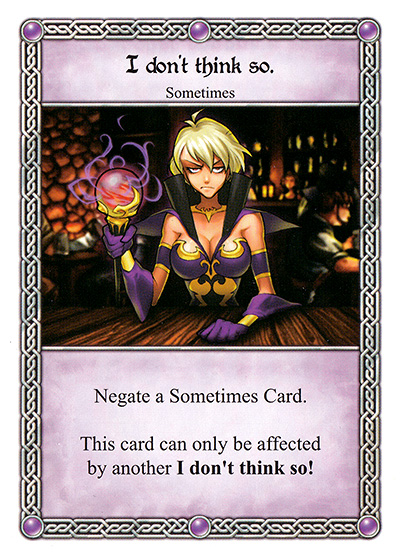 I don't think so.
Sometimes
Negate a Sometimes Card.
This card can only be affected
by another I don't think so!